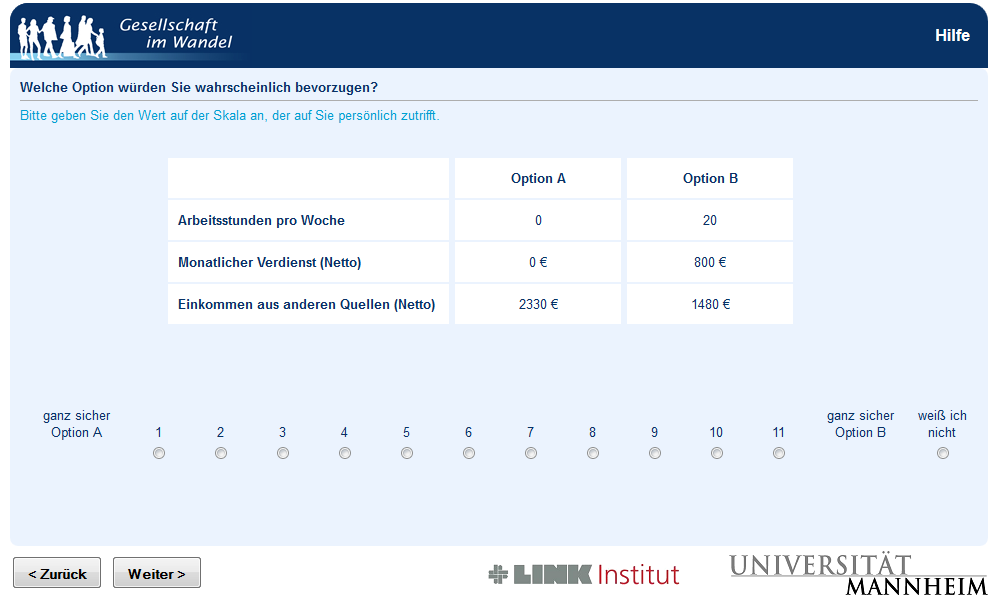 Gesellschaft
im Wandel
Hilfe
Welche Option würden Sie wahrscheinlich bevorzugen?
Bitte geben Sie den Wert auf der Skala an, der auf Sie persönlich zutrifft.
Option A Option B
Arbeitsstunden pro Woche 0 20
Monatlicher Verdienst (Netto) 0 € 800 €
Einkommen aus anderen Quellen (Netto) 2330 € 1480 €
ganz sicher ganz sicher weiß ich
Option A 1 2 3 4 5 6 7 8 9 10 11 Option B nicht
< Zurück Weiter >
LINK Institut
UNIVERSITÄT
MANNHEIM